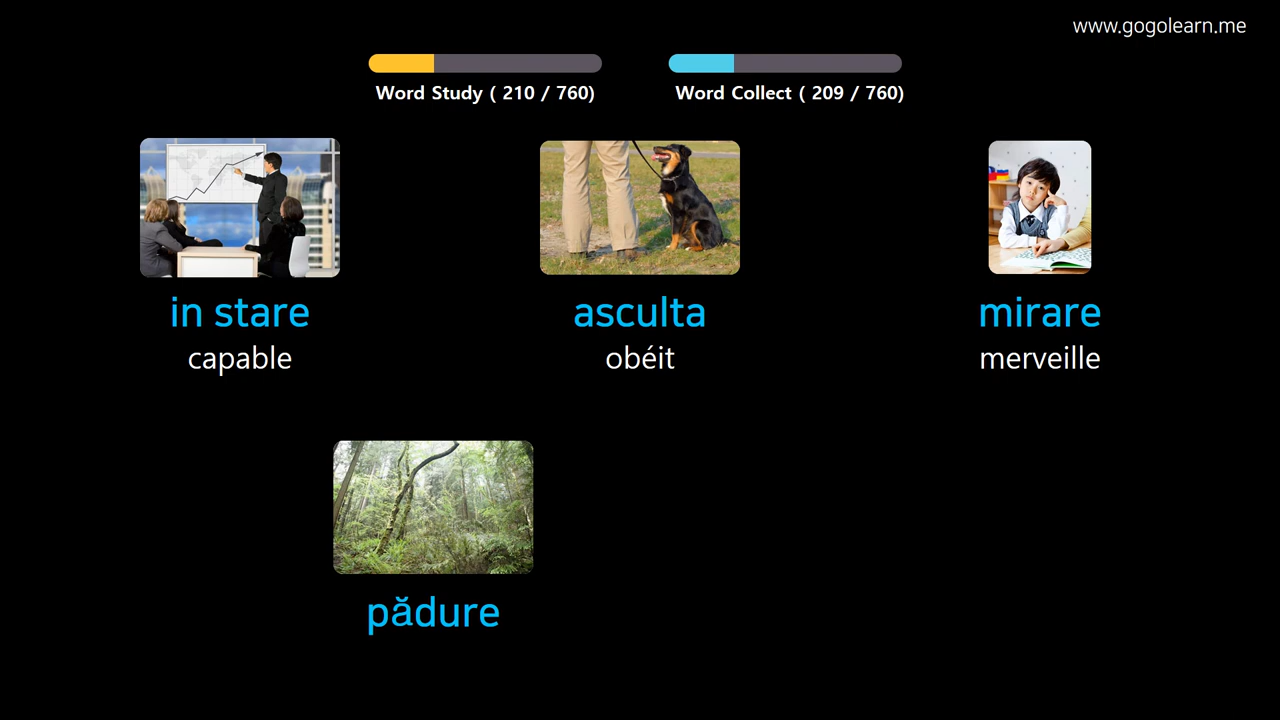 www.gogolearn.me
Word Study ( 210 / 760)
Word Collect ( 209 / 760)
in stare
capable
asculta
obéit
mirare
merveille
pădure